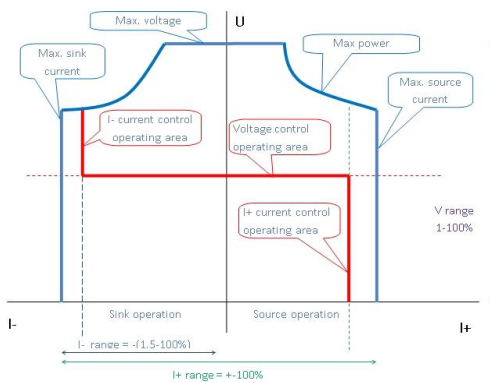 Max. voltage
U
Max. sink
current
Max power
Max. source
current
I- current control
operating area
Voltage control
operating area
I+ current control
operating area
V range
1-100%
Sink operation
Source operation
I-
I+
I- range = -(1.5-100%)
I+ range = +-100%